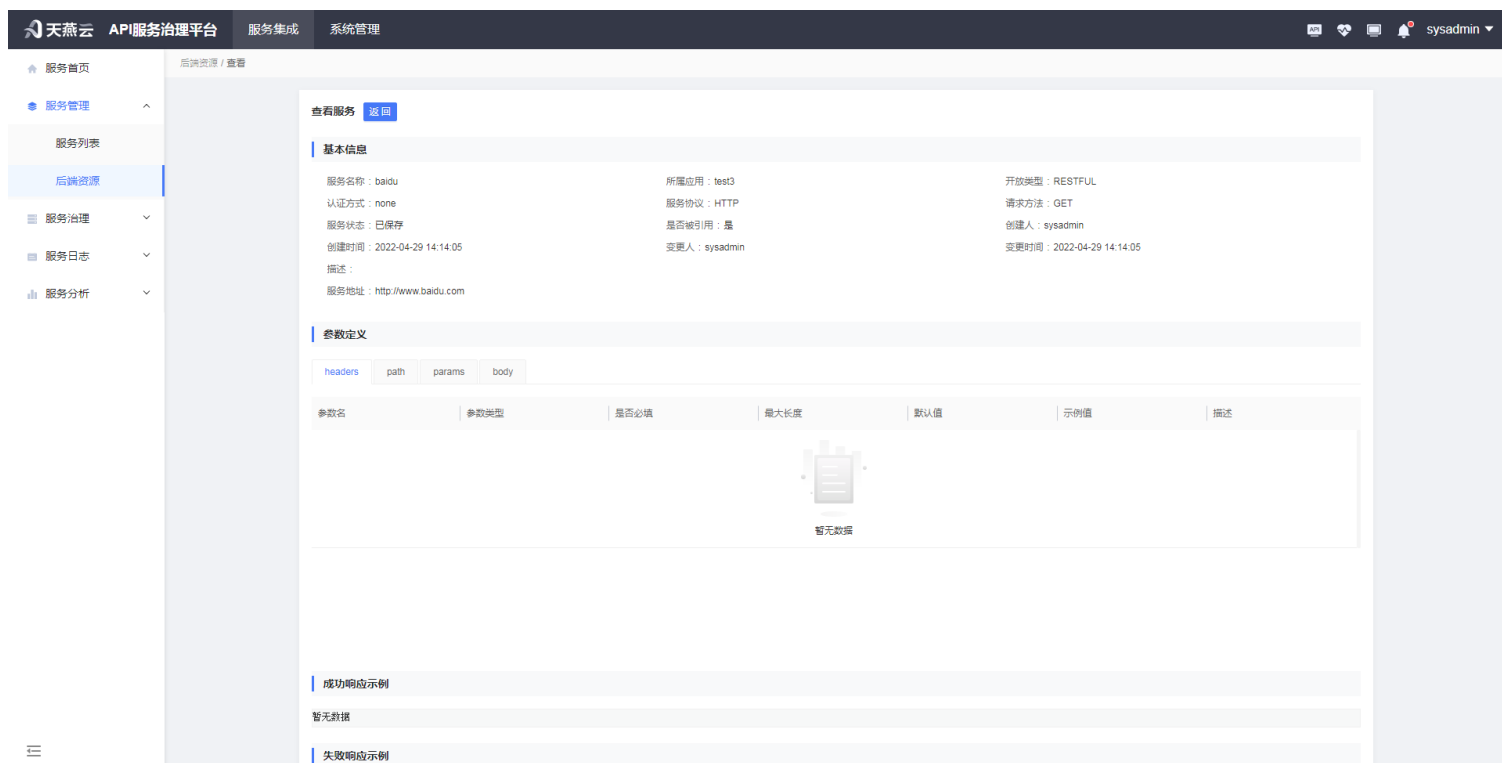 天燕云 API服务治理平台 服务集成 系统管理 API sysadmin
服务首页
服务管理
服务列表
后端资源
服务治理
服务日志
服务分析
后端资源 / 查看
查看服务 返回
基本信息
服务名称 : baidu 所属应用 : test3 开放类型 : RESTFUL
认证方式 : none 服务协议 : HTTP 请求方法 : GET
服务状态 : 已保存 是否被引用 : 是 创建人 : sysadmin
创建时间 : 2022-04-29 14:14:05 变更人 : sysadmin 变更时间 : 2022-04-29 14:14:05
描述 :
服务地址 : http://www.baidu.com
参数定义
headers path params body
参数名 参数类型 是否必填 最大长度 默认值 示例值 描述
暂无数据
成功响应示例
暂无数据
失败响应示例